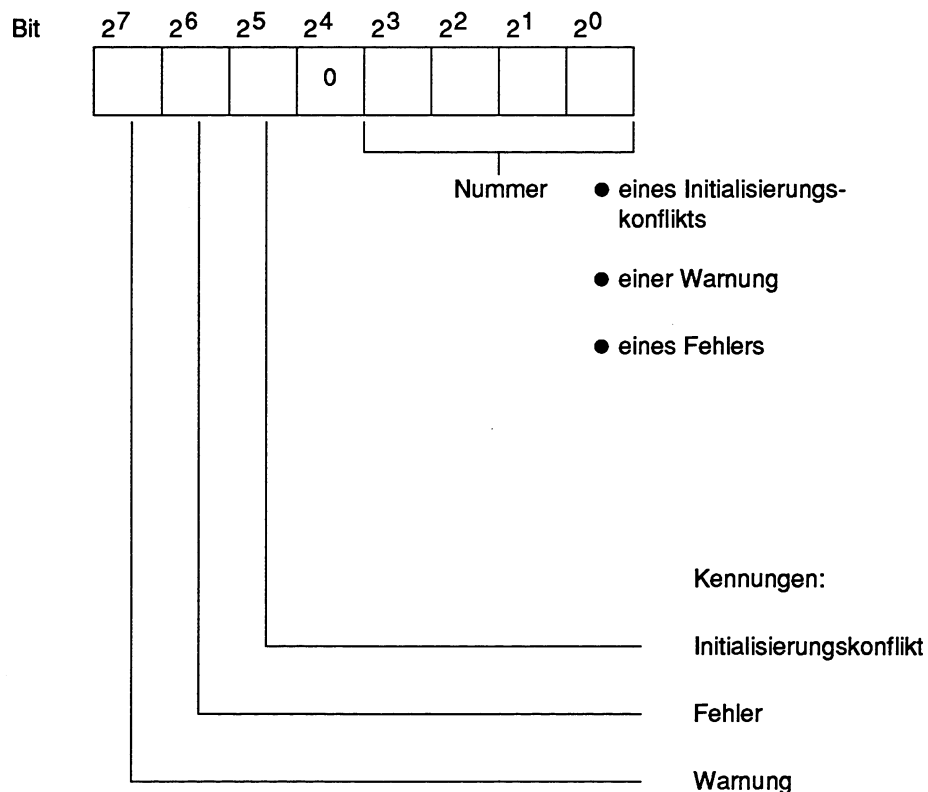 Bit 2⁷ 2⁶ 2⁵ 2⁴ 2³ 2² 2¹ 2⁰
0
Nummer
● eines Initialisierungs-
konflikts
● einer Warnung
● eines Fehlers
Kennungen:
Initialisierungskonflikt
Fehler
Warnung